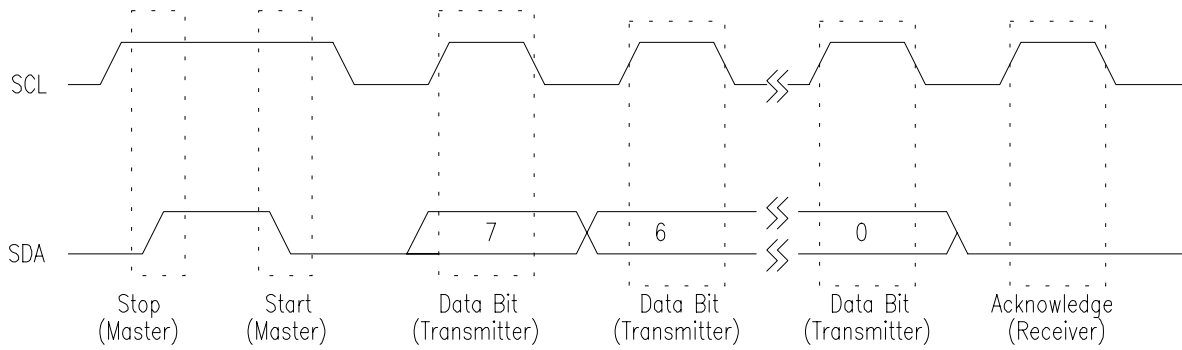 SCL
SDA
7
6
0
Stop
(Master)
Start
(Master)
Data Bit
(Transmitter)
Data Bit
(Transmitter)
Data Bit
(Transmitter)
Acknowledge
(Receiver)